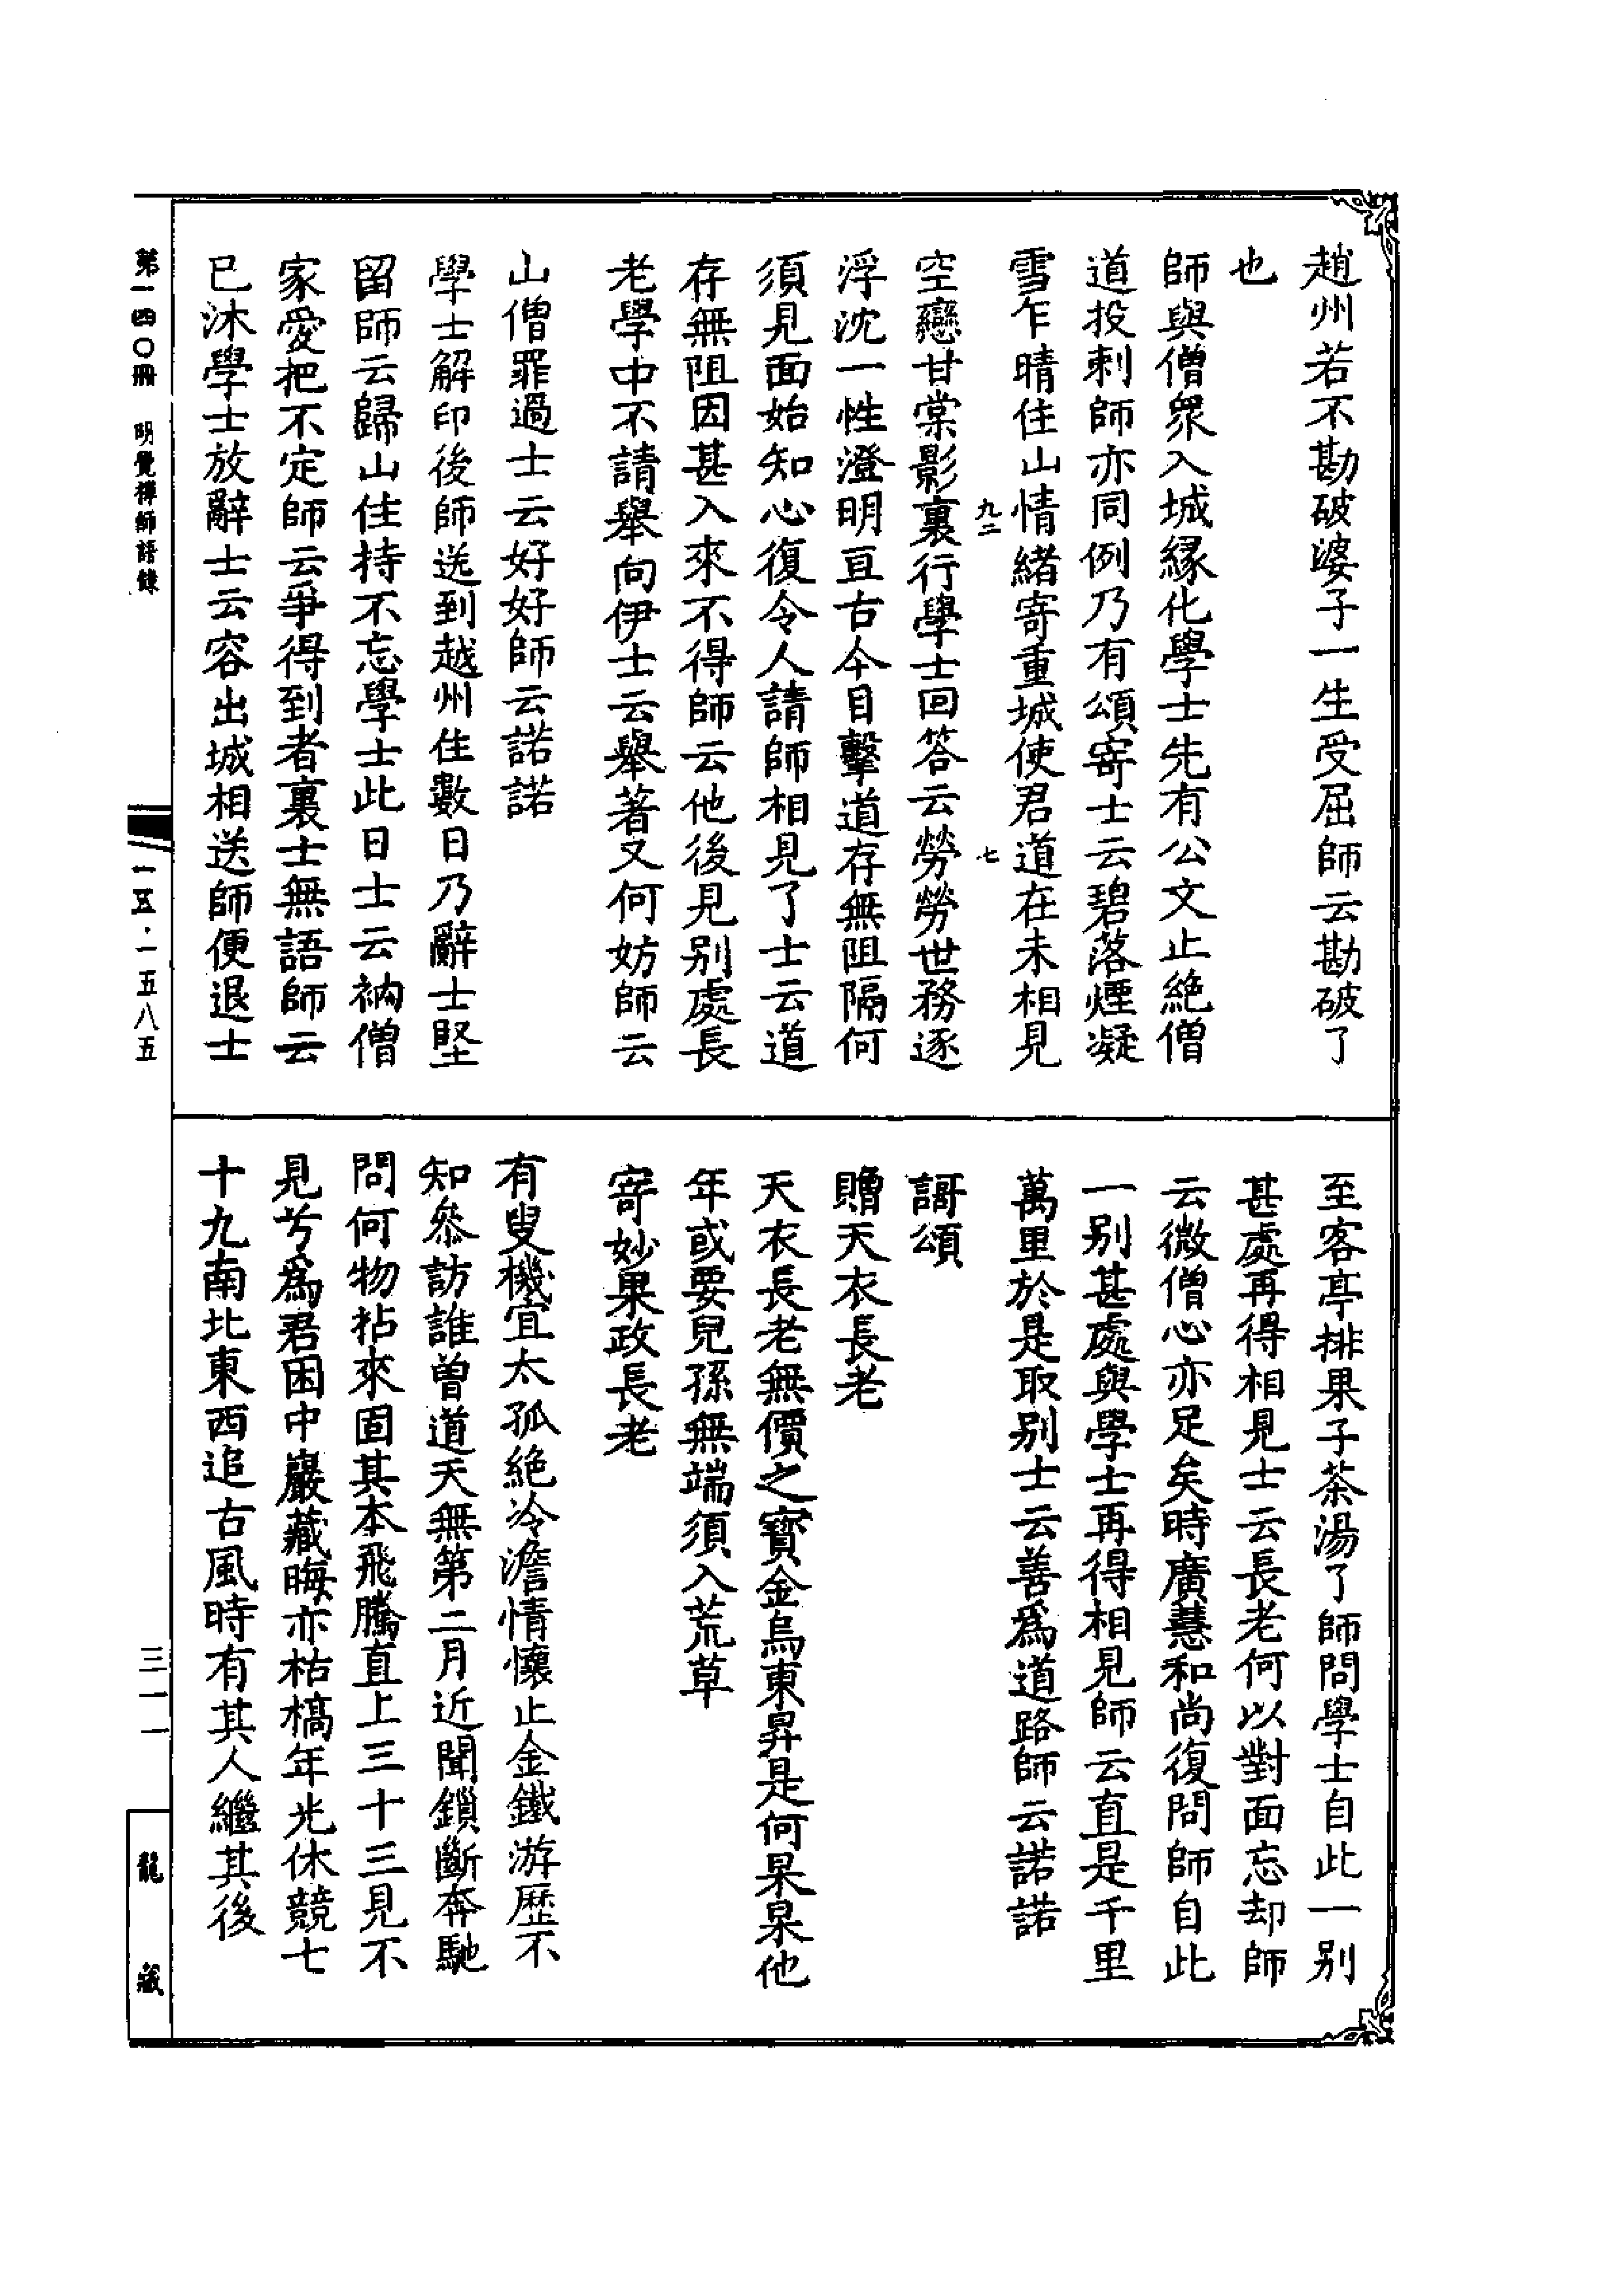 趙州若不勘破婆子一生受屈師云勘破了
也
師與僧眾入城緣化學士先有公文止絕僧
道投刺師亦同例乃有頌寄士云碧落煙凝
雪乍晴住山情緒寄重城使君道在未相見
九二
七
空戀甘棠影裏行學士回答云勞勞世務逐
浮沈一性澄明亘古今目擊道存無阻隔何
須見面始知心復令人請師相見了士云道
存無阻因甚入來不得師云他後見別處長
老學中不請舉向伊士云舉著又何妨師云
山僧罪過士云好好師云諾諾
學士解印後師送到越州住數日乃辭士堅
留師云歸山住持不忘學士此日士云衲僧
家愛把不定師云爭得到者裏士無語師云
已沐學士放辭士云容出城相送師便退士
至客亭排果子茶湯了師問學士自此一別
甚處再得相見士云長老何以對面忘却師
云微僧心亦足矣時廣慧和尚復問師自此
一別甚處與學士再得相見師云直是千里
萬里於是取別士云善為道路師云諾諾
謌頌
贈天衣長老
天衣長老無價之寶金烏東昇是何杲杲他
年或要兒孫無端須入荒草
寄妙果政長老
有叟機宜太孤絕冷澹情懷止金鐵游歷不
知參訪誰曾道天無第二月近聞鎖斷奔馳
問何物拈來固其本飛騰直上三十三見不
見兮為君困中巖藏晦亦枯槁年光休競七
十九南北東西追古風時有其人繼其後
第一四〇冊 明覺禪師語錄
一五·一五八五
三一一
龍藏